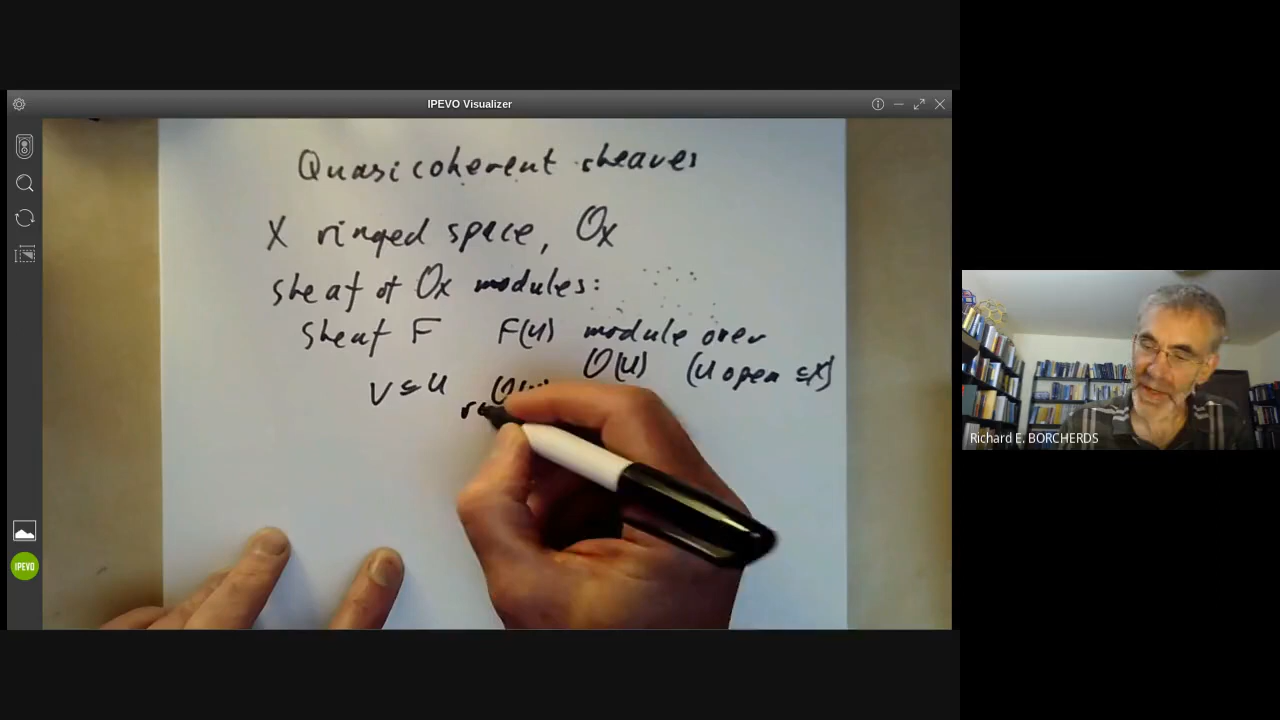 IPEVO Visualizer
Quasicoherent sheaves
X ringed space, Ox
sheaf of Ox modules:
sheaf F F(U) module over
O(U) (U open ⊆X)
V ⊆ U
IPEVO
Richard E. BORCHERDS